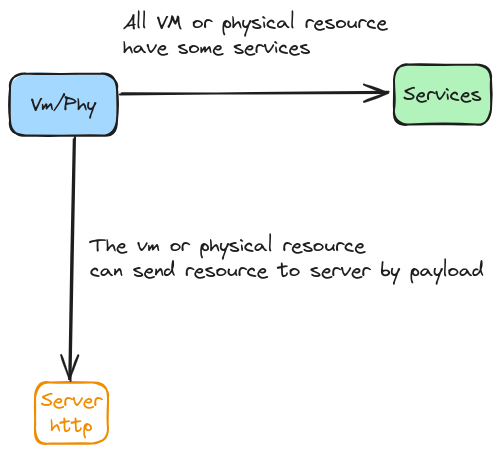 All VM or physical resource
have some services
Vm/Phy
Services
The vm or physical resource
can send resource to server by payload
Server
http